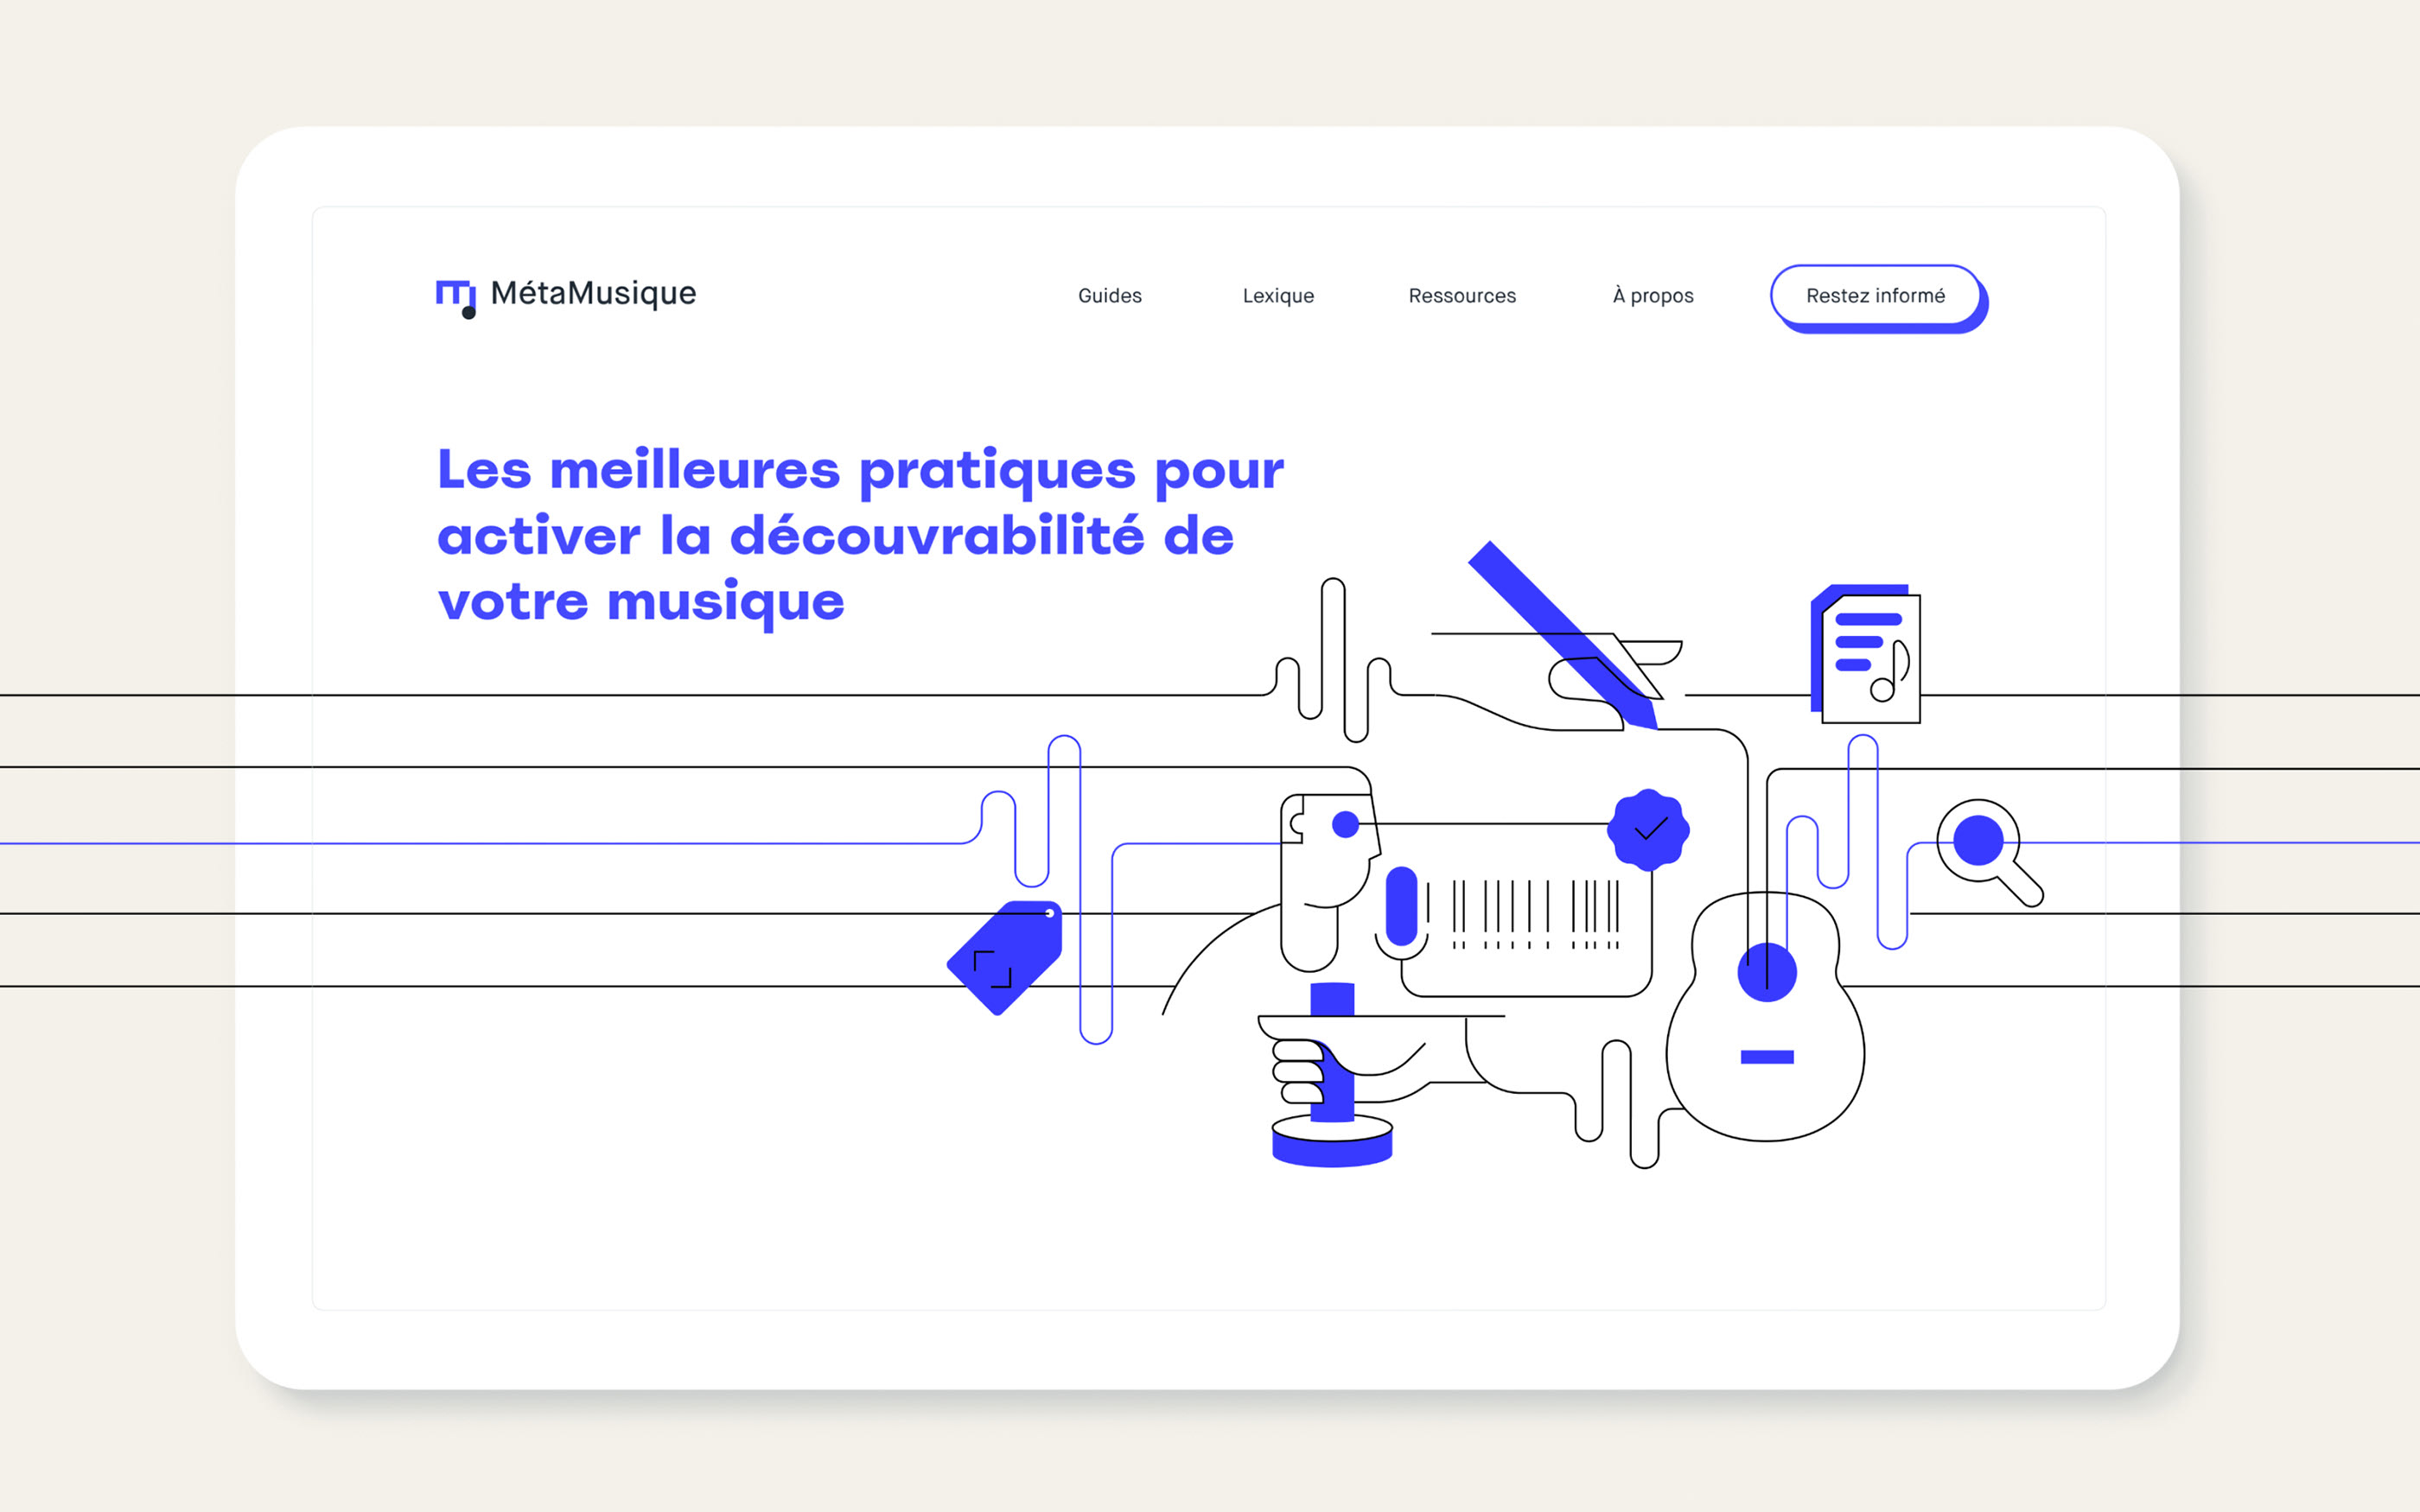 MétaMusique
Guides
Lexique
Ressources
À propos
Restez informé
Les meilleures pratiques pour
activer la découvrabilité de
votre musique